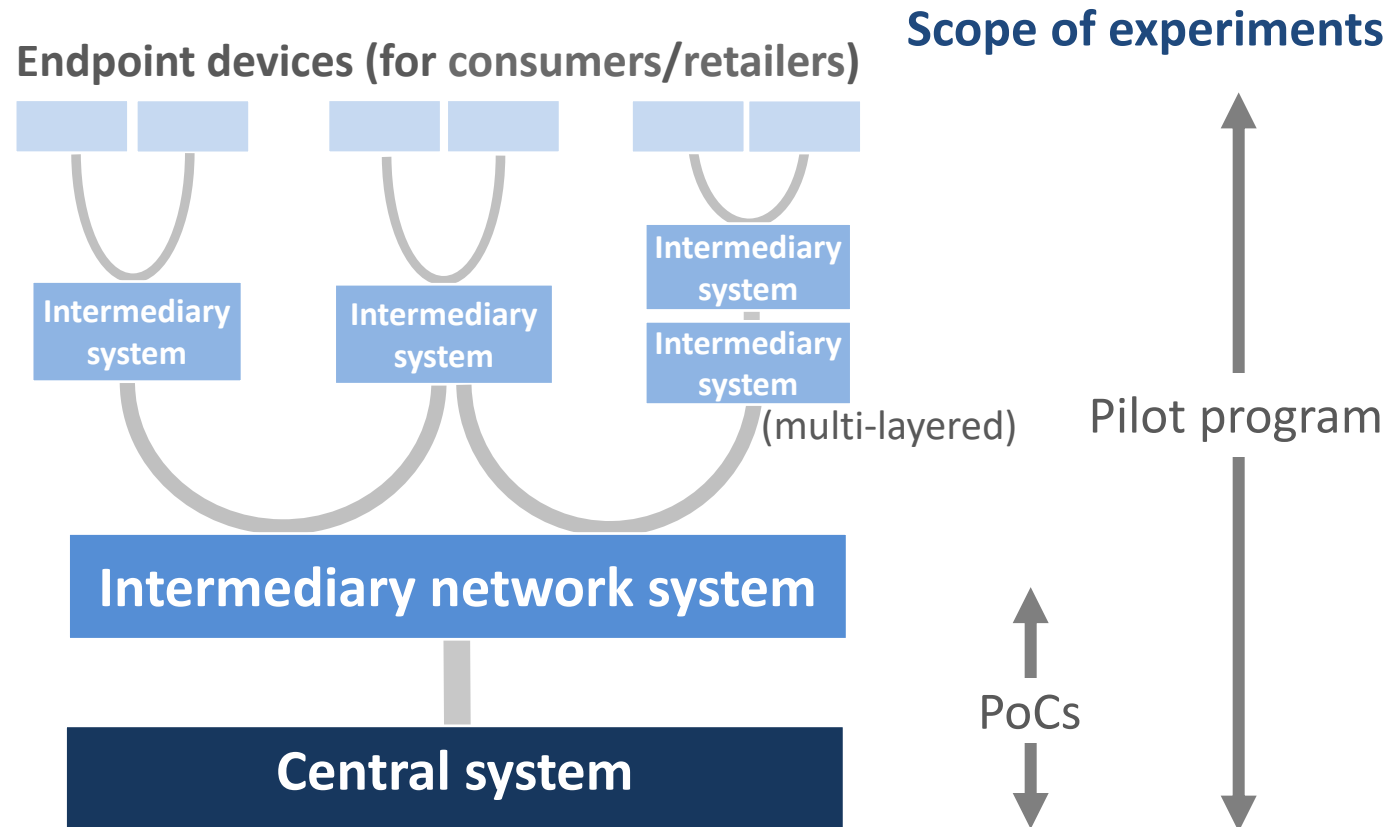 Scope of experiments
Endpoint devices (for consumers/retailers)
Intermediary
system
Intermediary
system
Intermediary
system
Intermediary
system
(multi-layered)
Pilot program
Intermediary network system
PoCs
Central system